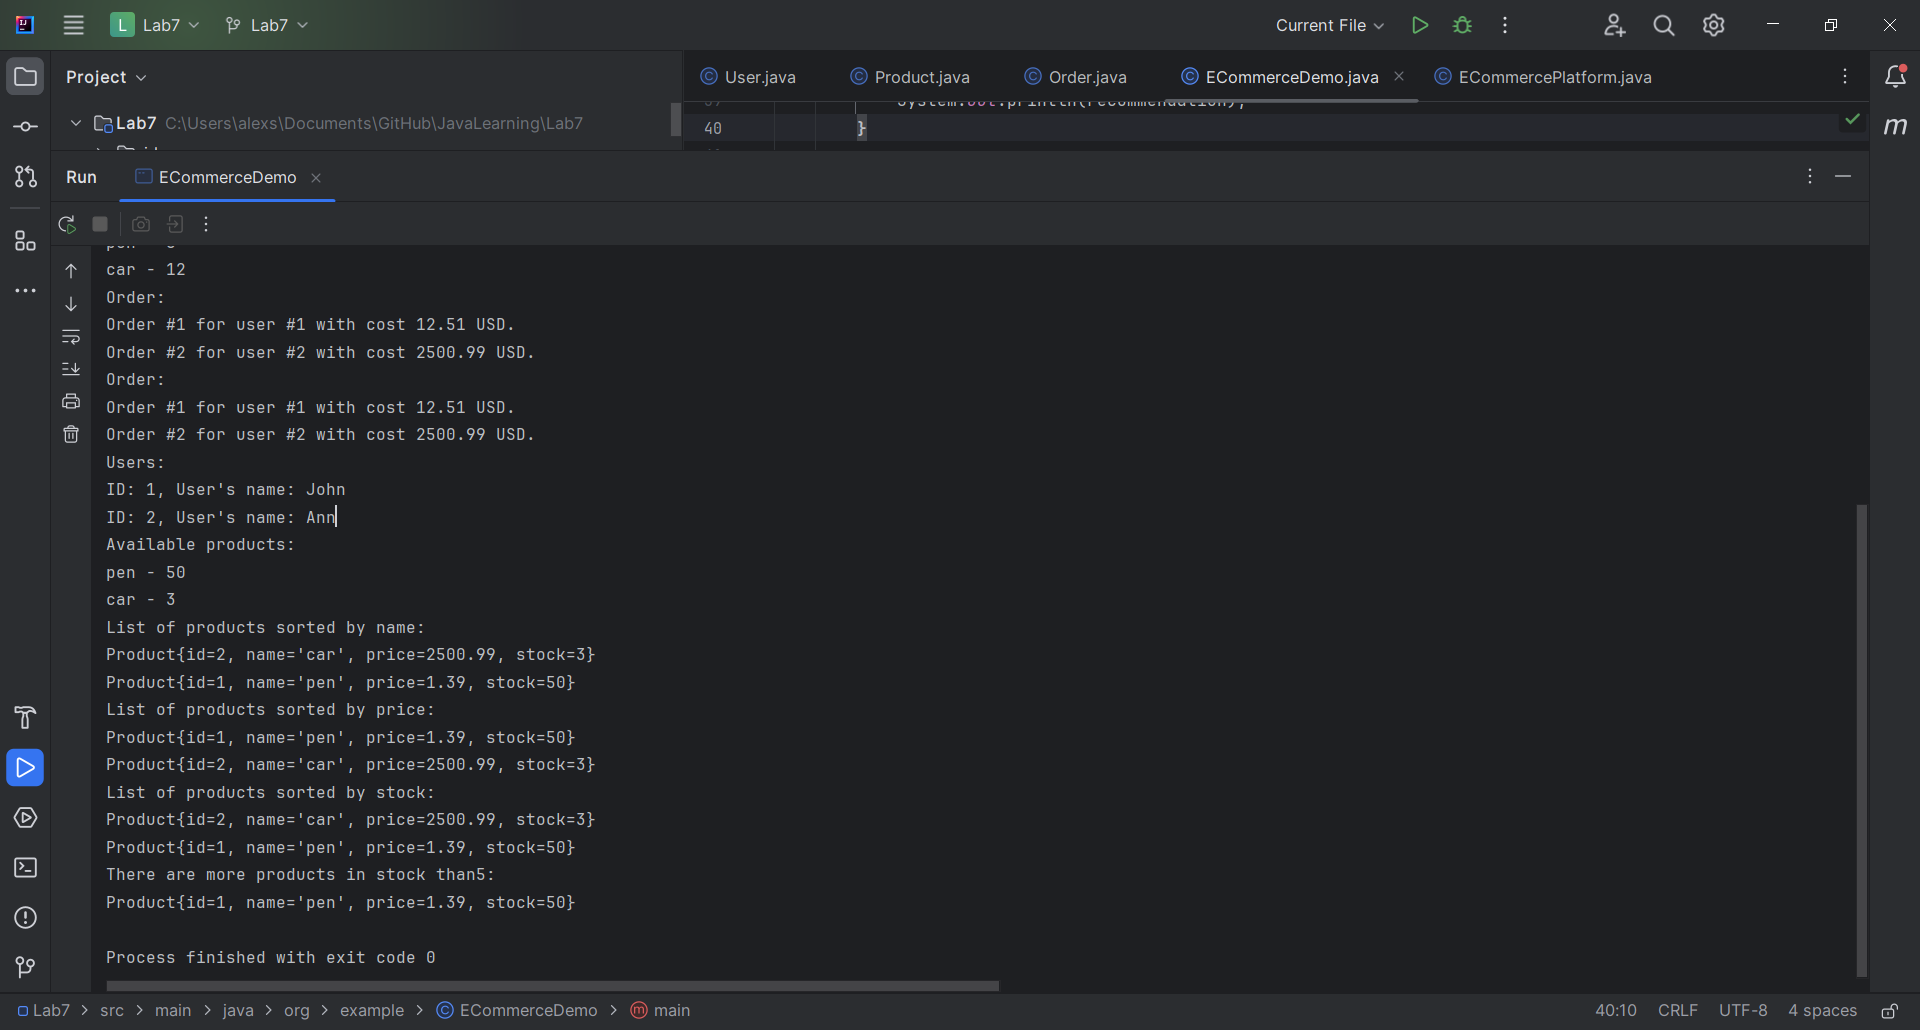 L Lab7 Lab7 Current File
Project User.java Product.java Order.java ECommerceDemo.java ECommercePlatform.java
Lab7 C:\Users\alexs\Documents\GitHub\JavaLearning\Lab7
40 }
Run ECommerceDemo
car - 12
Order:
Order #1 for user #1 with cost 12.51 USD.
Order #2 for user #2 with cost 2500.99 USD.
Order:
Order #1 for user #1 with cost 12.51 USD.
Order #2 for user #2 with cost 2500.99 USD.
Users:
ID: 1, User's name: John
ID: 2, User's name: Ann
Available products:
pen - 50
car - 3
List of products sorted by name:
Product{id=2, name='car', price=2500.99, stock=3}
Product{id=1, name='pen', price=1.39, stock=50}
List of products sorted by price:
Product{id=1, name='pen', price=1.39, stock=50}
Product{id=2, name='car', price=2500.99, stock=3}
List of products sorted by stock:
Product{id=2, name='car', price=2500.99, stock=3}
Product{id=1, name='pen', price=1.39, stock=50}
There are more products in stock than5:
Product{id=1, name='pen', price=1.39, stock=50}
Process finished with exit code 0
Lab7 > src > main > java > org > example > ECommerceDemo > main 40:10 CRLF UTF-8 4 spaces